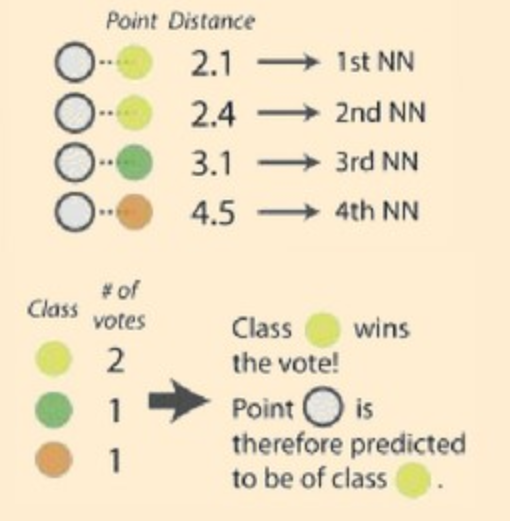 Point Distance
2.1 1st NN
2.4 2nd NN
3.1 3rd NN
4.5 4th NN
Class # of votes
2
1
1
Class wins
the vote!
Point is
therefore predicted
to be of class .